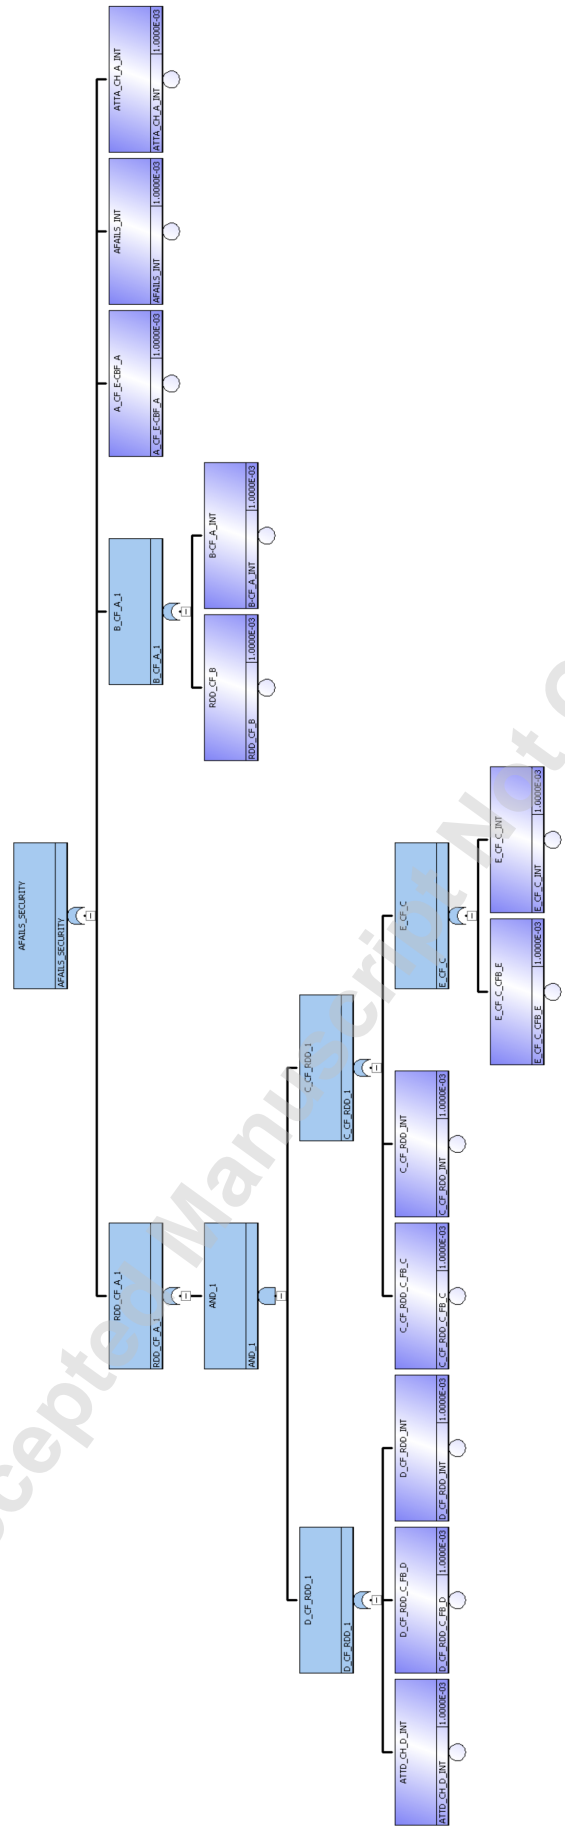 AFAILS_SECURITY
AFAILS_SECURITY
RDD_CF_A_1
RDD_CF_A_1
B_CF_A_1
B_CF_A_1
A_CF_E-CBF_A
A_CF_E-CBF_A 1.0000E-03
AFAILS_INT
AFAILS_INT 1.0000E-03
ATTA_CH_A_INT
ATTA_CH_A_INT 1.0000E-03
AND_1
AND_1
RDD_CF_B
RDD_CF_B 1.0000E-03
B-CF_A_INT
B-CF_A_INT 1.0000E-03
D_CF_RDD_1
D_CF_RDD_1
C_CF_RDD_1
C_CF_RDD_1
ATTD_CH_D_INT
ATTD_CH_D_INT 1.0000E-03
D_CF_RDD_C_FB_D
D_CF_RDD_C_FB_D 1.0000E-03
D_CF_RDD_INT
D_CF_RDD_INT 1.0000E-03
C_CF_RDD_C_FB_C
C_CF_RDD_C_FB_C 1.0000E-03
C_CF_RDD_INT
C_CF_RDD_INT 1.0000E-03
E_CF_C
E_CF_C
E_CF_C_CFB_E
E_CF_C_CFB_E 1.0000E-03
E_CF_C_INT
E_CF_C_INT 1.0000E-03
ccepted Manuscript Not